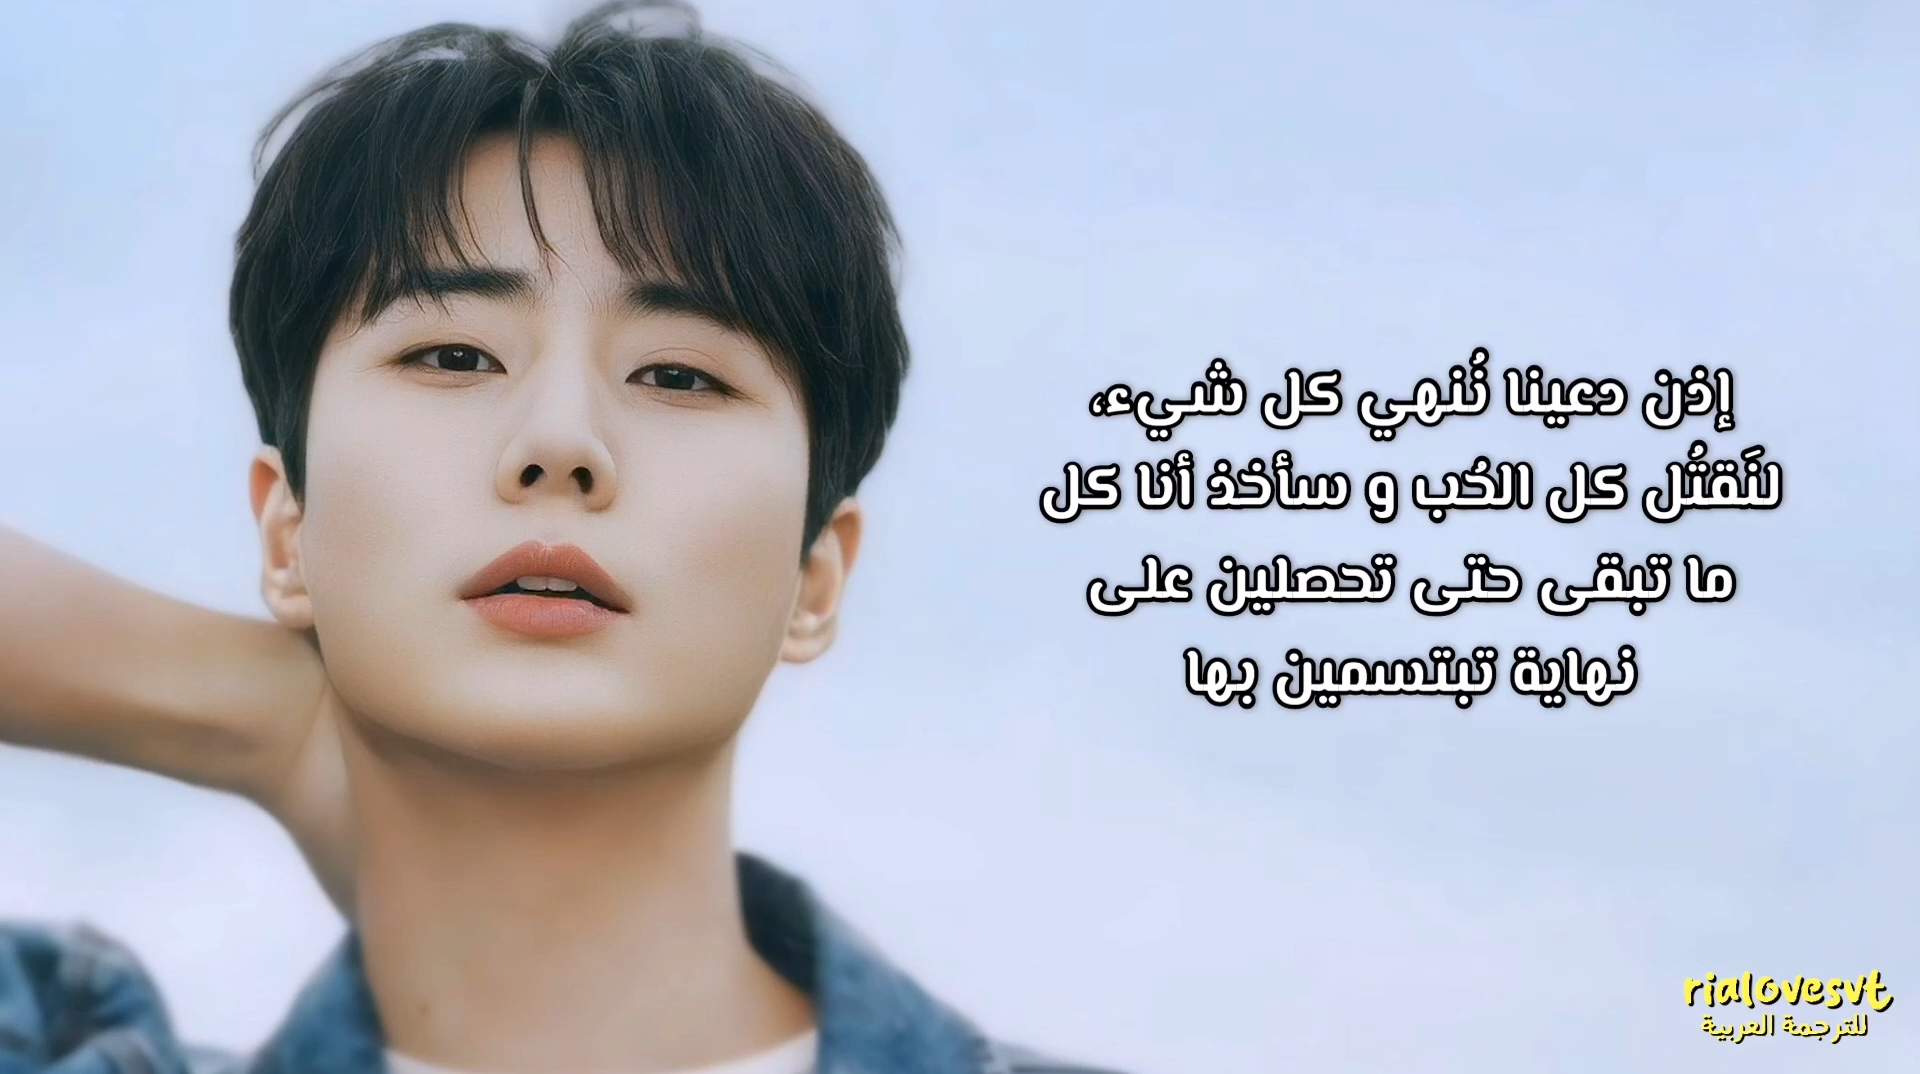 إذن دعينا نُنهي كل شيء،
لنَقتُل كل الحُب و سأخذ أنا كل
ما تبقى حتى تحصلين على
نهاية تبتسمين بها
rialovesvt
للترجمة العربية